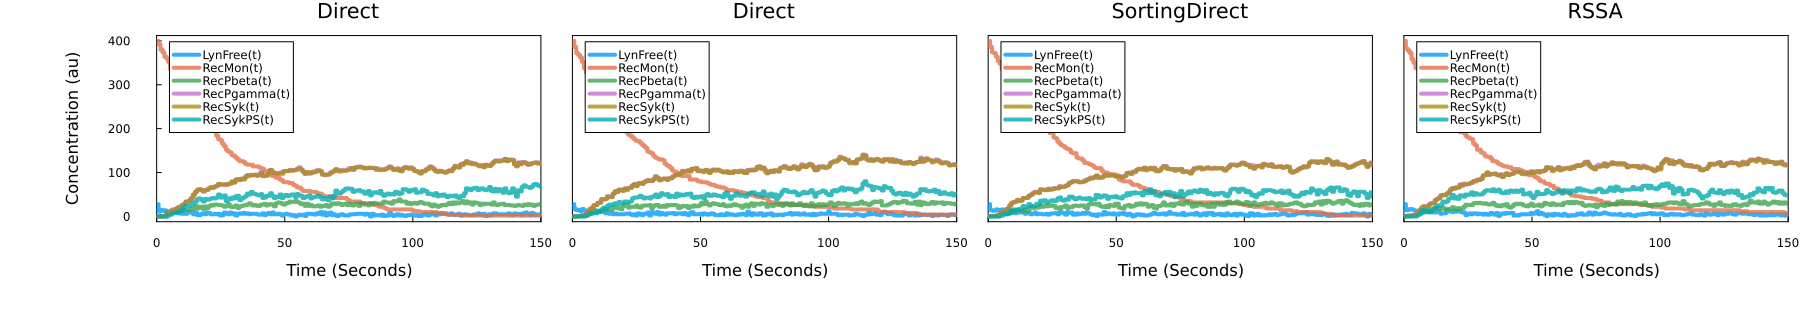 Direct
Direct
SortingDirect
RSSA
Concentration (au)
400
300
200
100
0
LynFree(t)
RecMon(t)
RecPbeta(t)
RecPgamma(t)
RecSyk(t)
RecSykPS(t)
LynFree(t)
RecMon(t)
RecPbeta(t)
RecPgamma(t)
RecSyk(t)
RecSykPS(t)
LynFree(t)
RecMon(t)
RecPbeta(t)
RecPgamma(t)
RecSyk(t)
RecSykPS(t)
LynFree(t)
RecMon(t)
RecPbeta(t)
RecPgamma(t)
RecSyk(t)
RecSykPS(t)
0 50 100 150
0 50 100 150
0 50 100 150
0 50 100 150
Time (Seconds)
Time (Seconds)
Time (Seconds)
Time (Seconds)